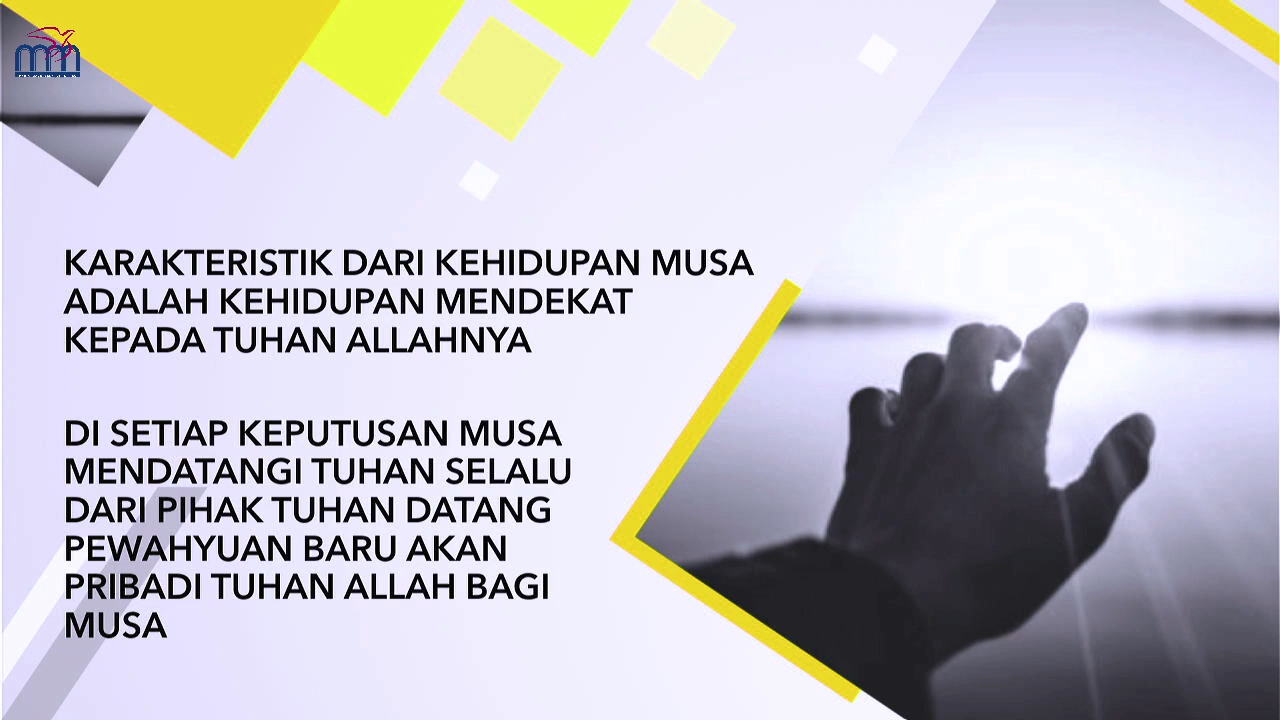 KARAKTERISTIK DARI KEHIDUPAN MUSA
ADALAH KEHIDUPAN MENDEKAT
KEPADA TUHAN ALLAHNYA
DI SETIAP KEPUTUSAN MUSA
MENDATANGI TUHAN SELALU
DARI PIHAK TUHAN DATANG
PEWAHYUAN BARU AKAN
PRIBADI TUHAN ALLAH BAGI
MUSA